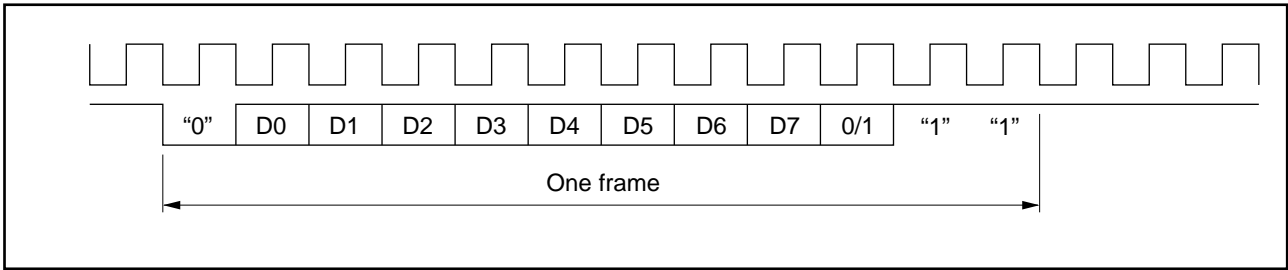 “0” D0 D1 D2 D3 D4 D5 D6 D7 0/1 “1” “1”
One frame